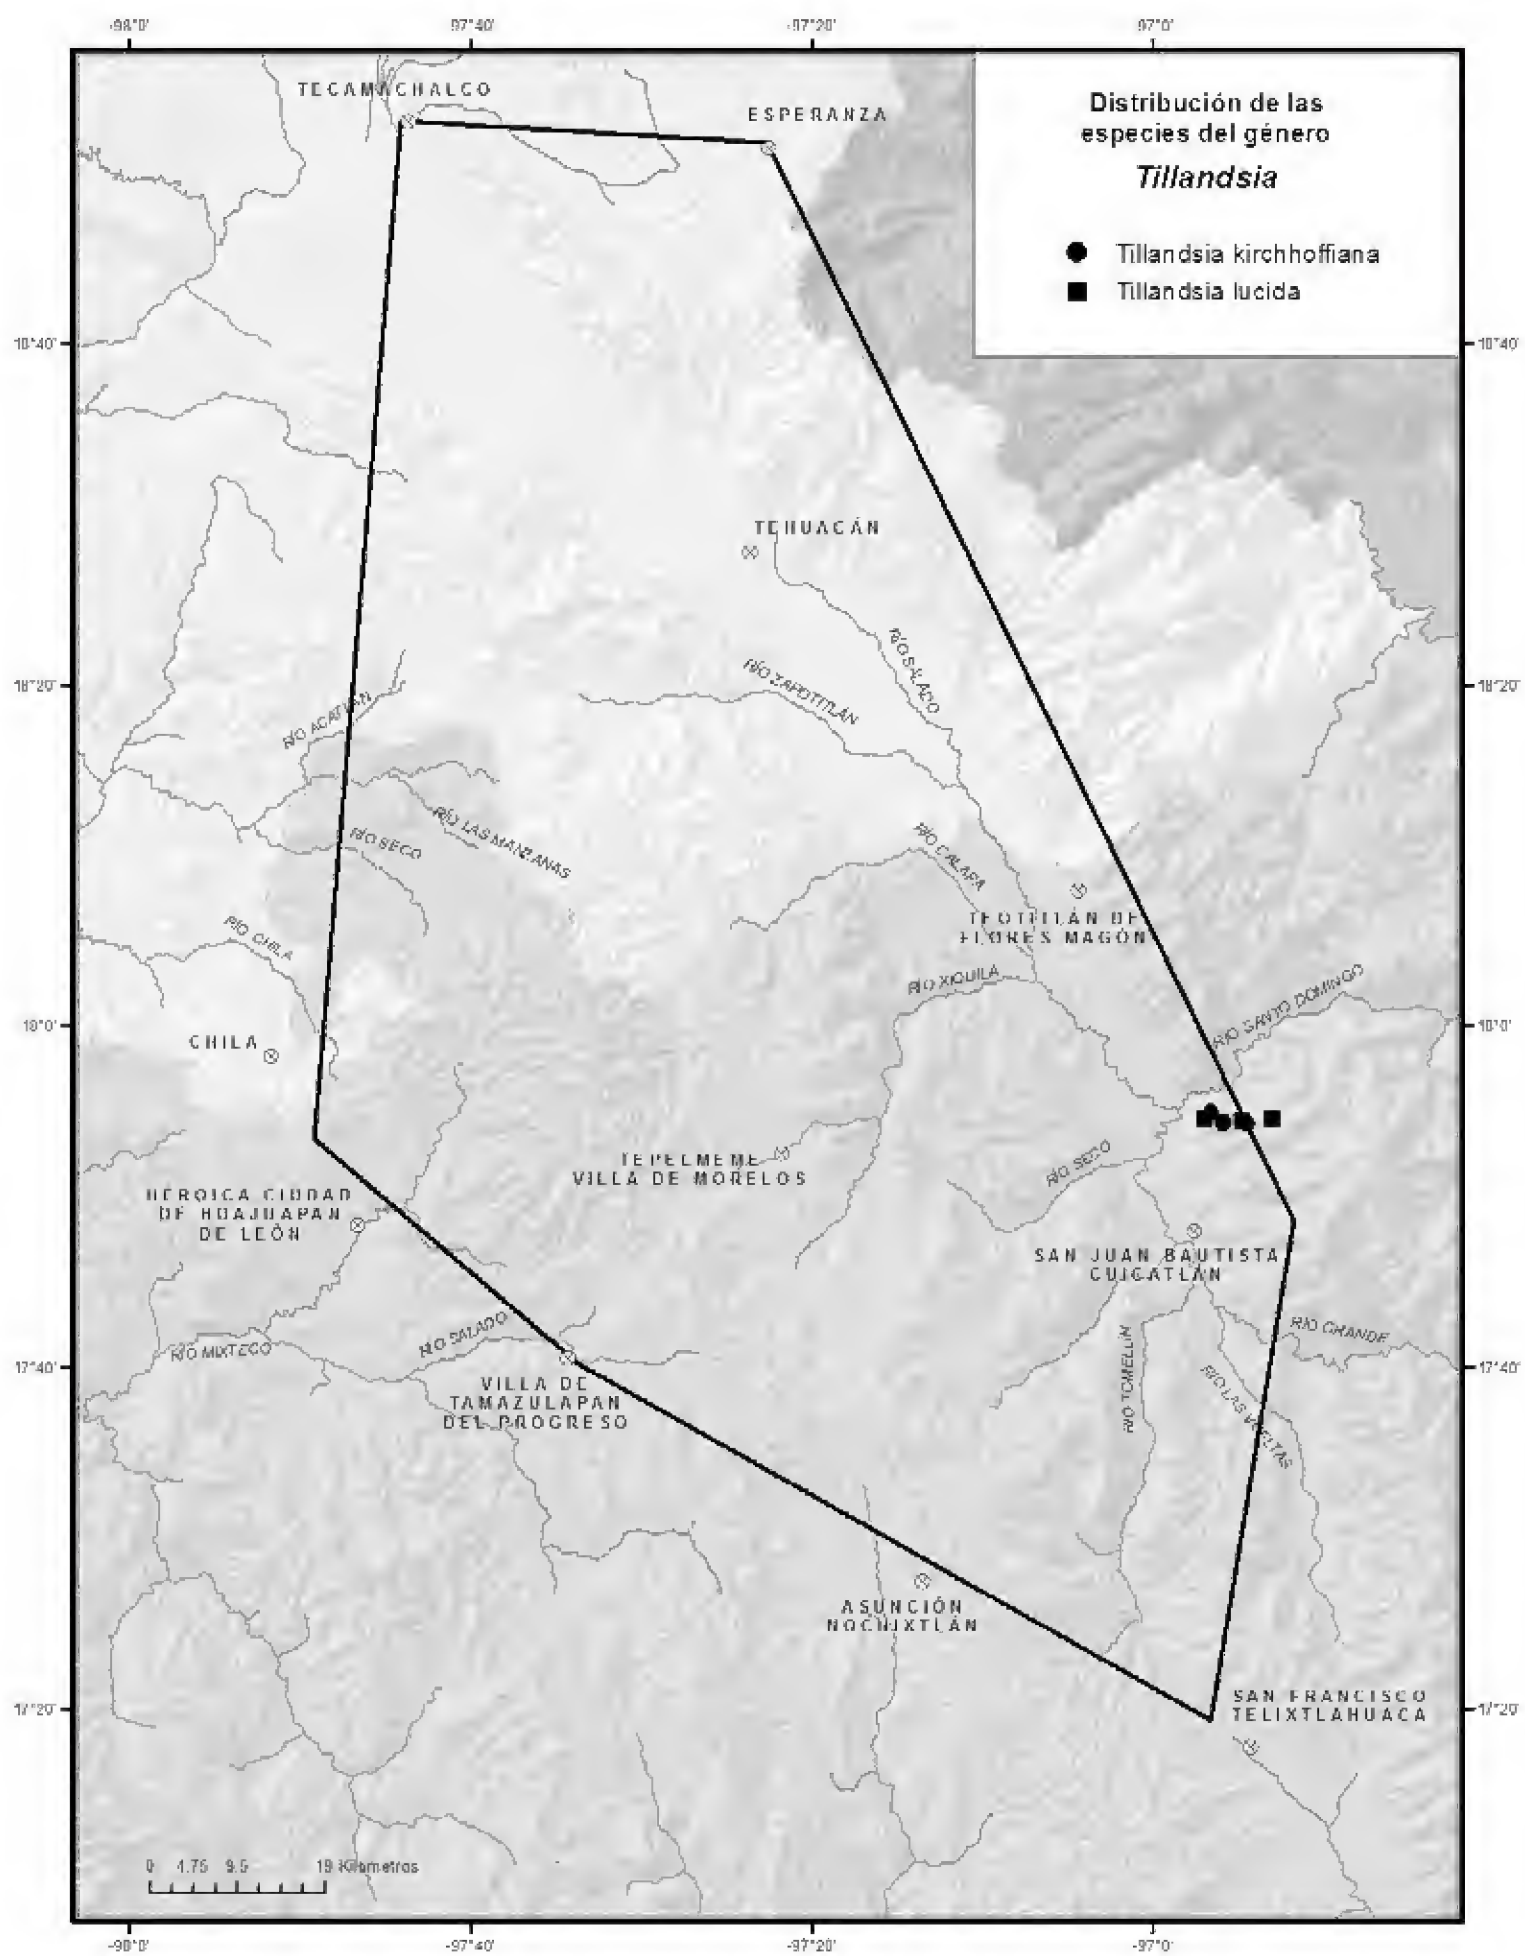 -98°0'
-97°40'
-97°20'
-97°0'
Distribución de las
especies del género
Tillandsia
Tillandsia kirchhoffiana
Tillandsia lucida
TECAMACHALCO
ESPERANZA
18°40'
18°40'
TEHUACÁN
RÍO SALADO
RÍO ZAPOTITLÁN
18°20'
18°20'
RÍO ACATLÁN
RÍO LAS MANZANAS
RÍO SECO
RÍO CALAPA
TEOTITLÁN DE
FLORES MAGÓN
RÍO CHILA
RÍO XIQUILA
RÍO SANTO DOMINGO
18°0'
18°0'
CHILA
TEPELMEME
VILLA DE MORELOS
RÍO SECO
HEROICA CIUDAD
DE HUAJUAPAN
DE LEÓN
SAN JUAN BAUTISTA
CUICATLÁN
RÍO GRANDE
RÍO SALADO
RÍO MIXTECO
RÍO TOMELLÍN
RÍO LAS VUELTAS
17°40'
17°40'
VILLA DE
TAMAZULAPAN
DEL PROGRESO
ASUNCIÓN
NOCHIXTLÁN
SAN FRANCISCO
TELIXTLAHUACA
17°20'
17°20'
0 4.75 9.5 19 Kilometros
-98°0'
-97°40'
-97°20'
-97°0'